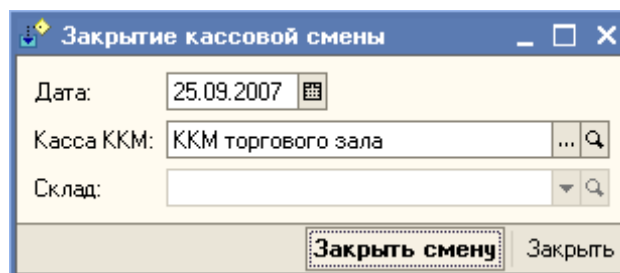 Закрытие кассовой смены
Дата: 25.09.2007
Касса ККМ: ККМ торгового зала ...
Склад:
Закрыть смену Закрыть